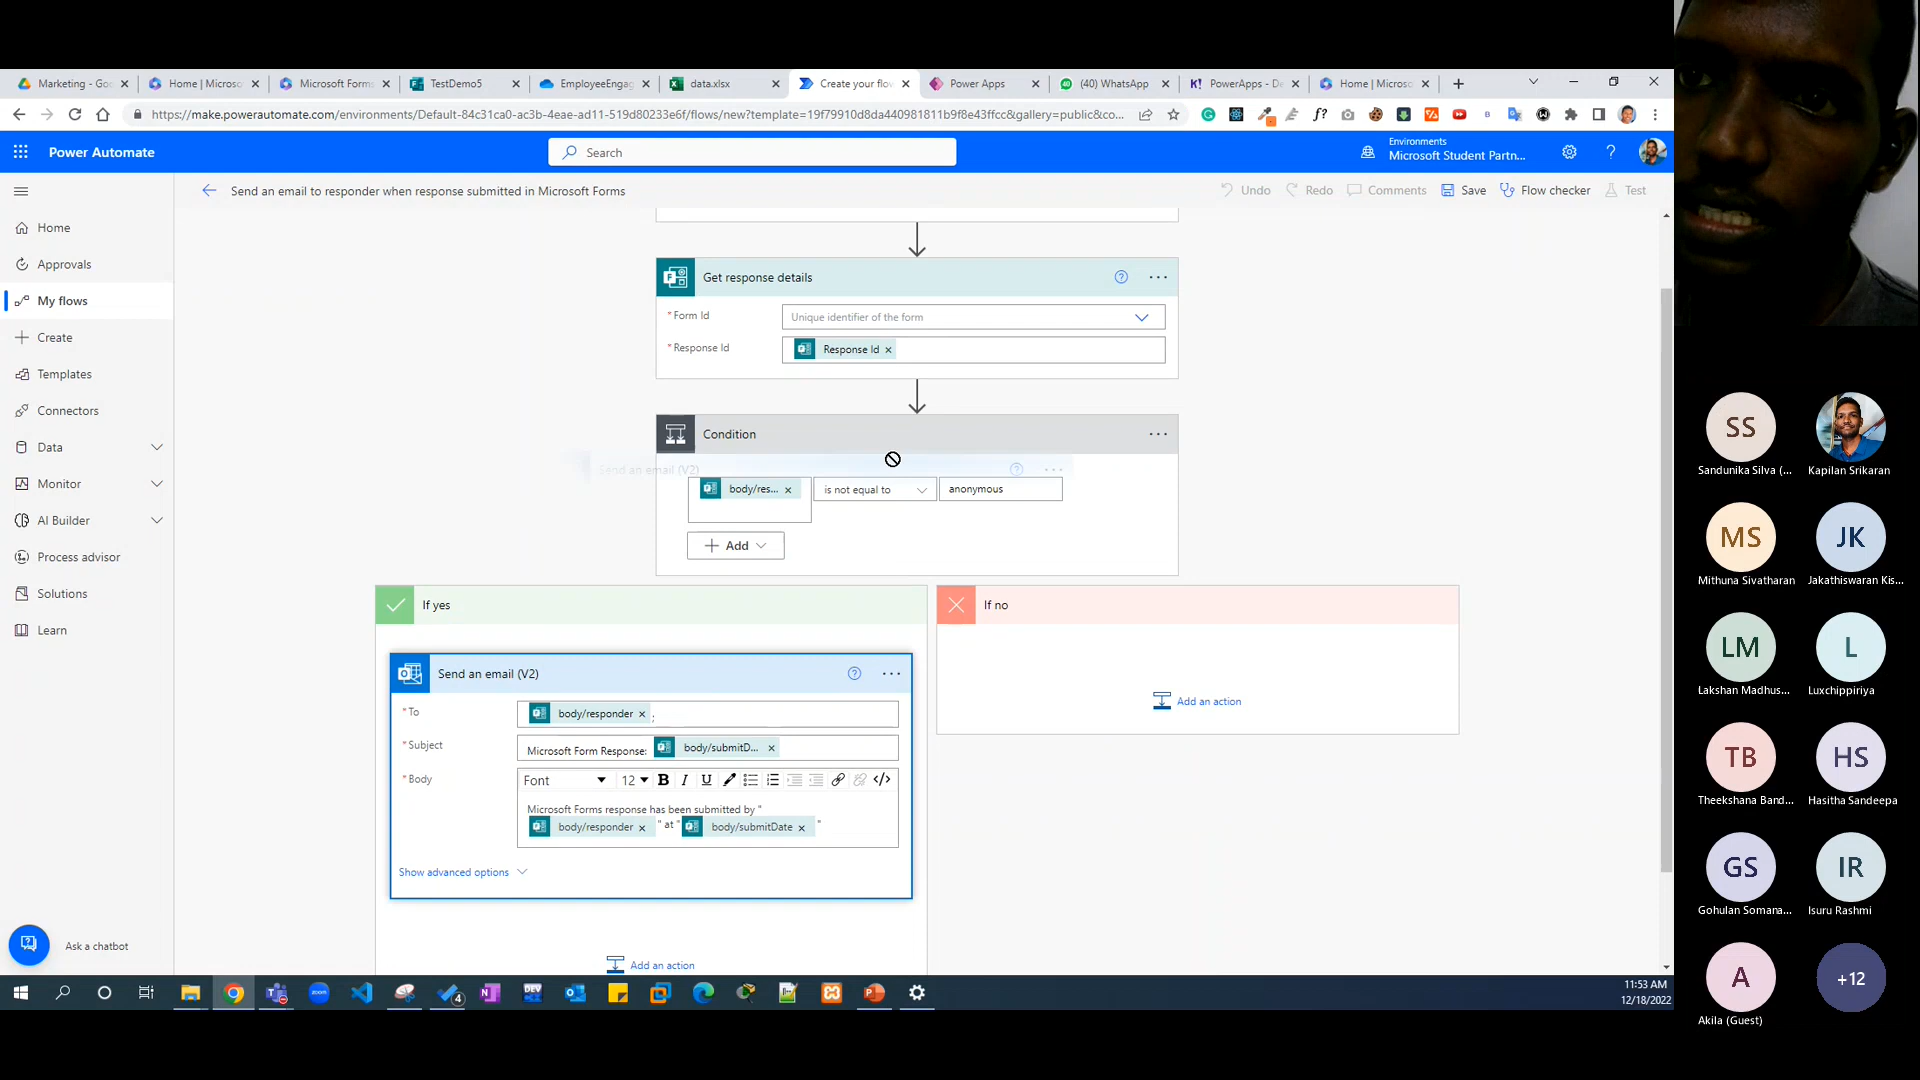 Marketing - Goo
Home | Microso
Microsoft Forms
TestDemo5
EmployeeEngag
data.xlsx
Create your flow
Power Apps
(40) WhatsApp
PowerApps - De
Home | Microso
https://make.powerautomate.com/environments/Default-84c31ca0-ac3b-4eae-ad11-519d80233e6f/flows/new?template=19f79910d8da440981811b9f8e43ffcc&gallery=public&co...
Power Automate
Search
Environments
Microsoft Student Partn...
Send an email to responder when response submitted in Microsoft Forms
Undo
Redo
Comments
Save
Flow checker
Test
Home
Approvals
My flows
Create
Templates
Connectors
Data
Monitor
AI Builder
Process advisor
Solutions
Learn
Ask a chatbot
Get response details
* Form Id
Unique identifier of the form
* Response Id
Response Id ×
Condition
Send an email (V2)
body/res... ×
is not equal to
anonymous
+ Add
If yes
Send an email (V2)
* To
body/responder × ;
* Subject
Microsoft Form Response: body/submitD... ×
* Body
Font
12
B I U
Microsoft Forms response has been submitted by "
body/responder × " at " body/submitDate × "
Show advanced options
Add an action
If no
Add an action
4
11:53 AM
12/18/2022
SS
Sandunika Silva (...
Kapilan Srikaran
MS
Mithuna Sivatharan
JK
Jakathiswaran Kis...
LM
Lakshan Madhus...
L
Luxchippiriya
TB
Theekshana Band...
HS
Hasitha Sandeepa
GS
Gohulan Somana...
IR
Isuru Rashmi
A
Akila (Guest)
+12